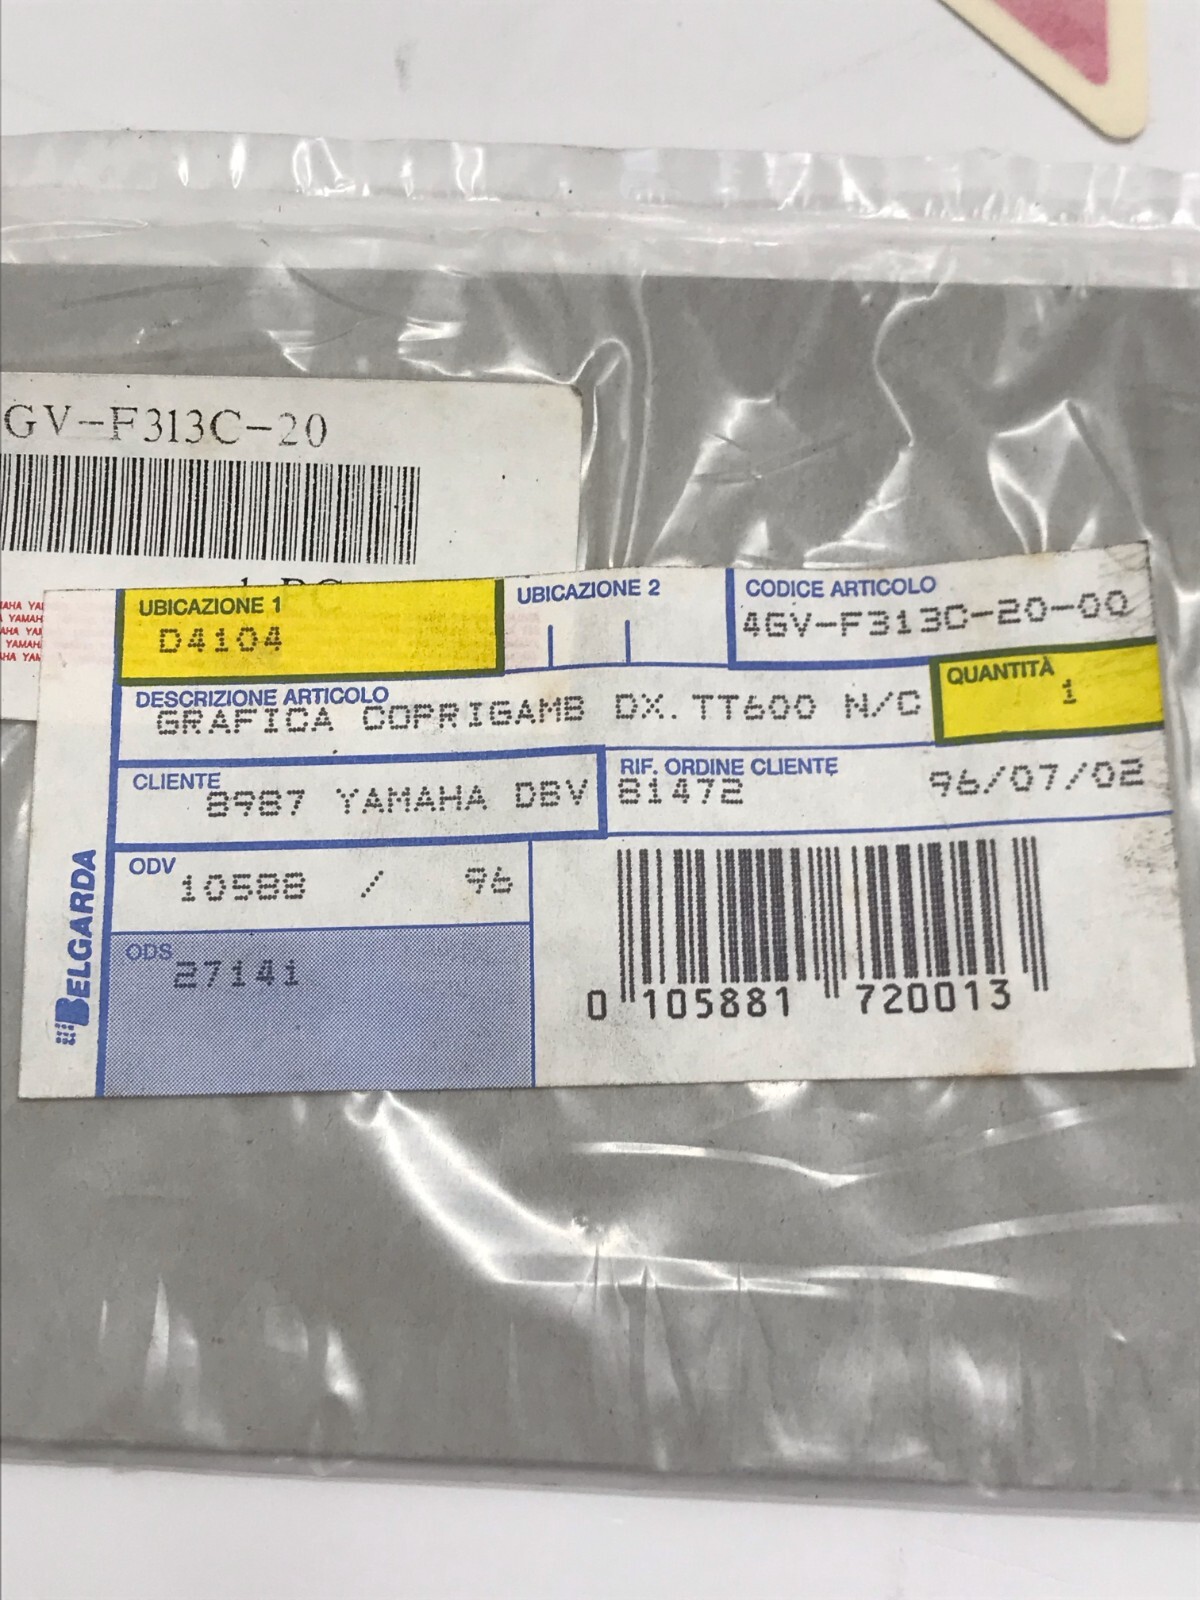 GV-F313C-20
UBICAZIONE 1
D4104
UBICAZIONE 2
CODICE ARTICOLO
4GV-F313C-20-00
DESCRIZIONE ARTICOLO
GRAFICA COPRIGAMB DX. TT600 N/C
QUANTITÀ
1
CLIENTE
8987 YAMAHA DBV
RIF. ORDINE CLIENTE
81472 96/07/02
ODV
10588 / 96
ODS
27141
BELGARDA
0 105881 720013
YAMAH
YAMAH